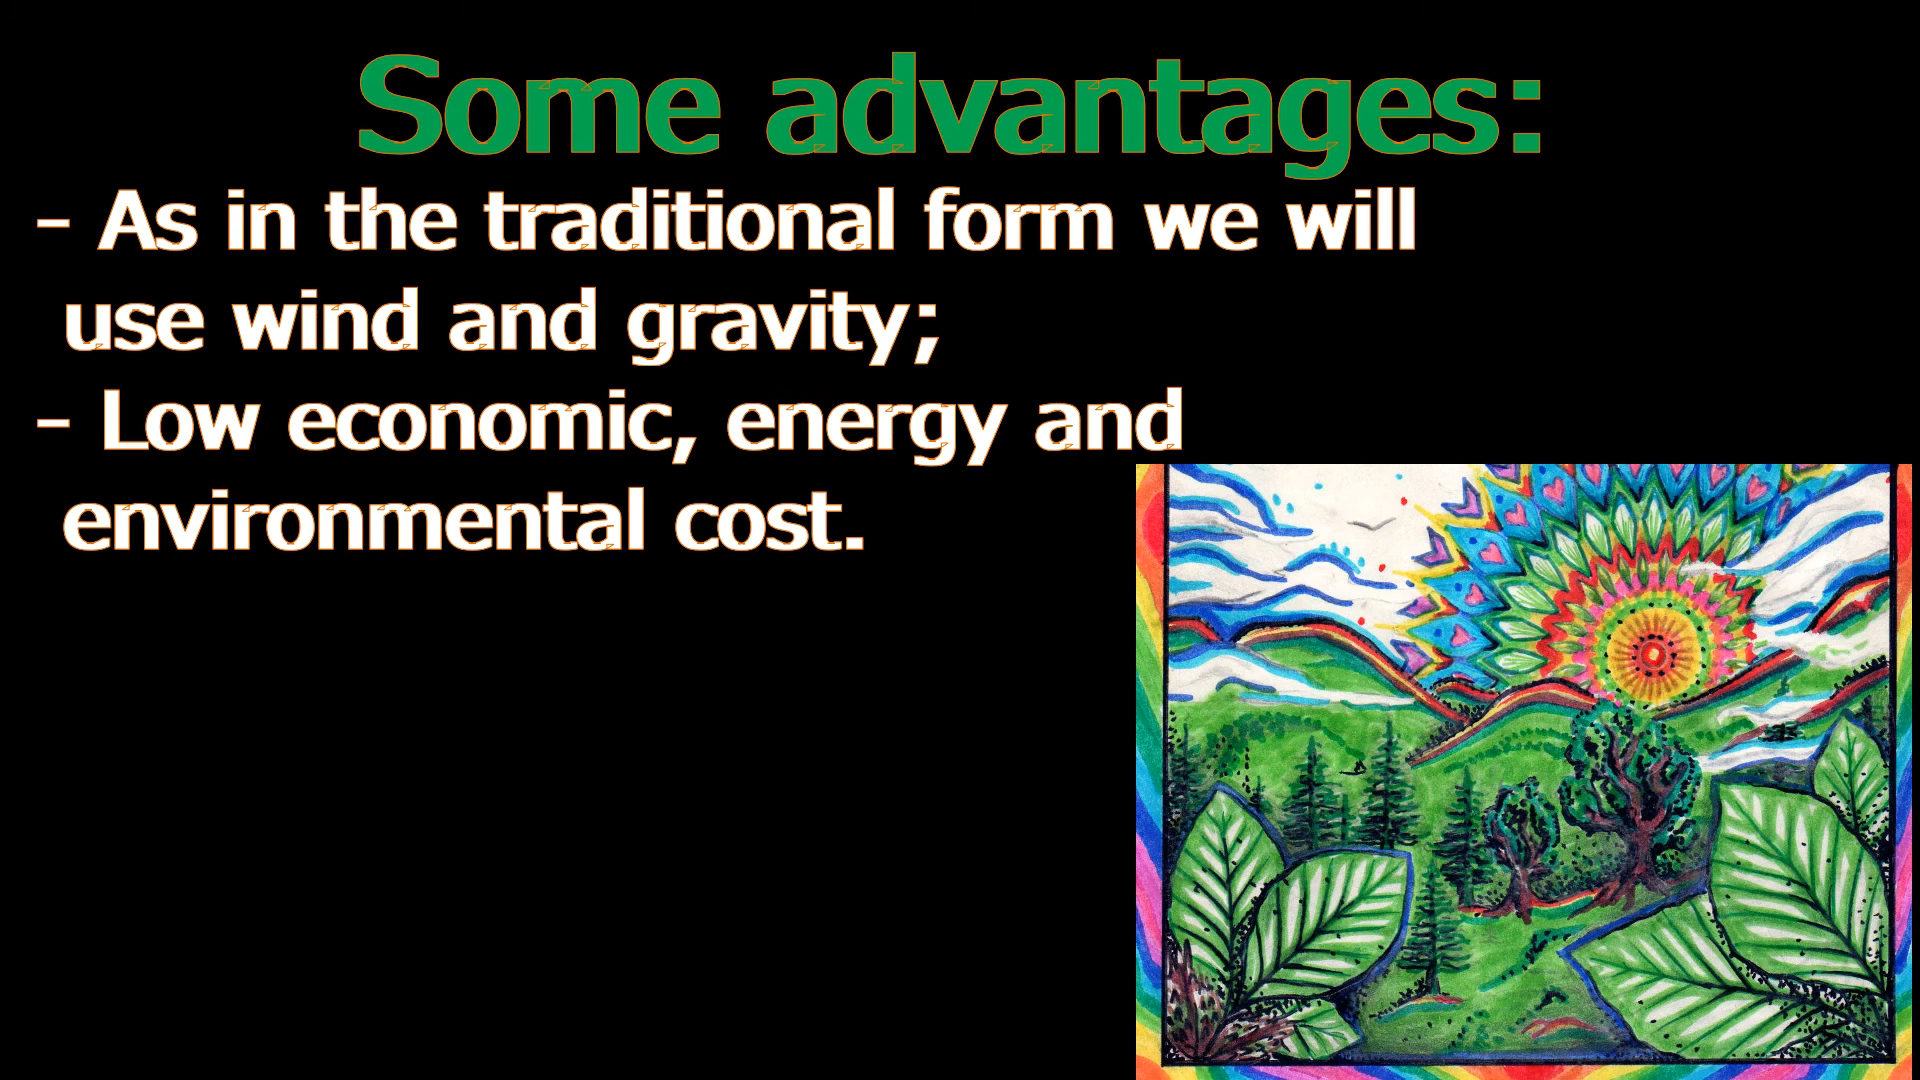 Some advantages:
- As in the traditional form we will
use wind and gravity;
- Low economic, energy and
environmental cost.